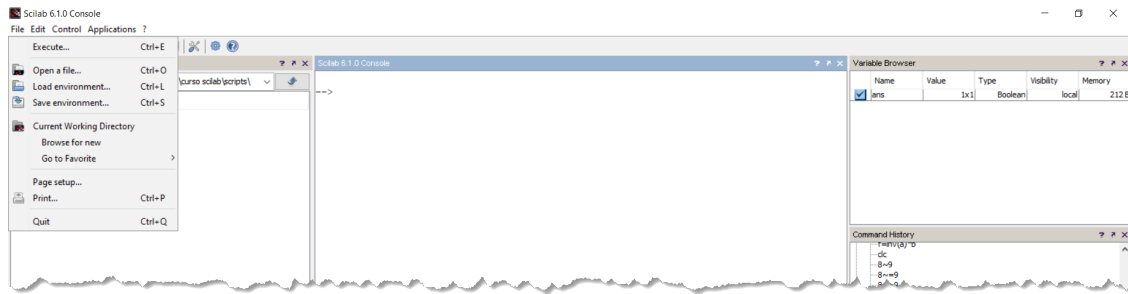 Scilab 6.1.0 Console
File Edit Control Applications ?
Execute... Ctrl+E
Open a file... Ctrl+O
Load environment... Ctrl+L
Save environment... Ctrl+S
Current Working Directory
Browse for new
Go to Favorite
Page setup...
Print... Ctrl+P
Quit Ctrl+Q
\curso scilab\scripts\
Scilab 6.1.0 Console
-->
Variable Browser
Name Value Type Visibility Memory
ans 1x1 Boolean local 212 B
Command History
r=inv(a)*b
clc
8~9
8~=9